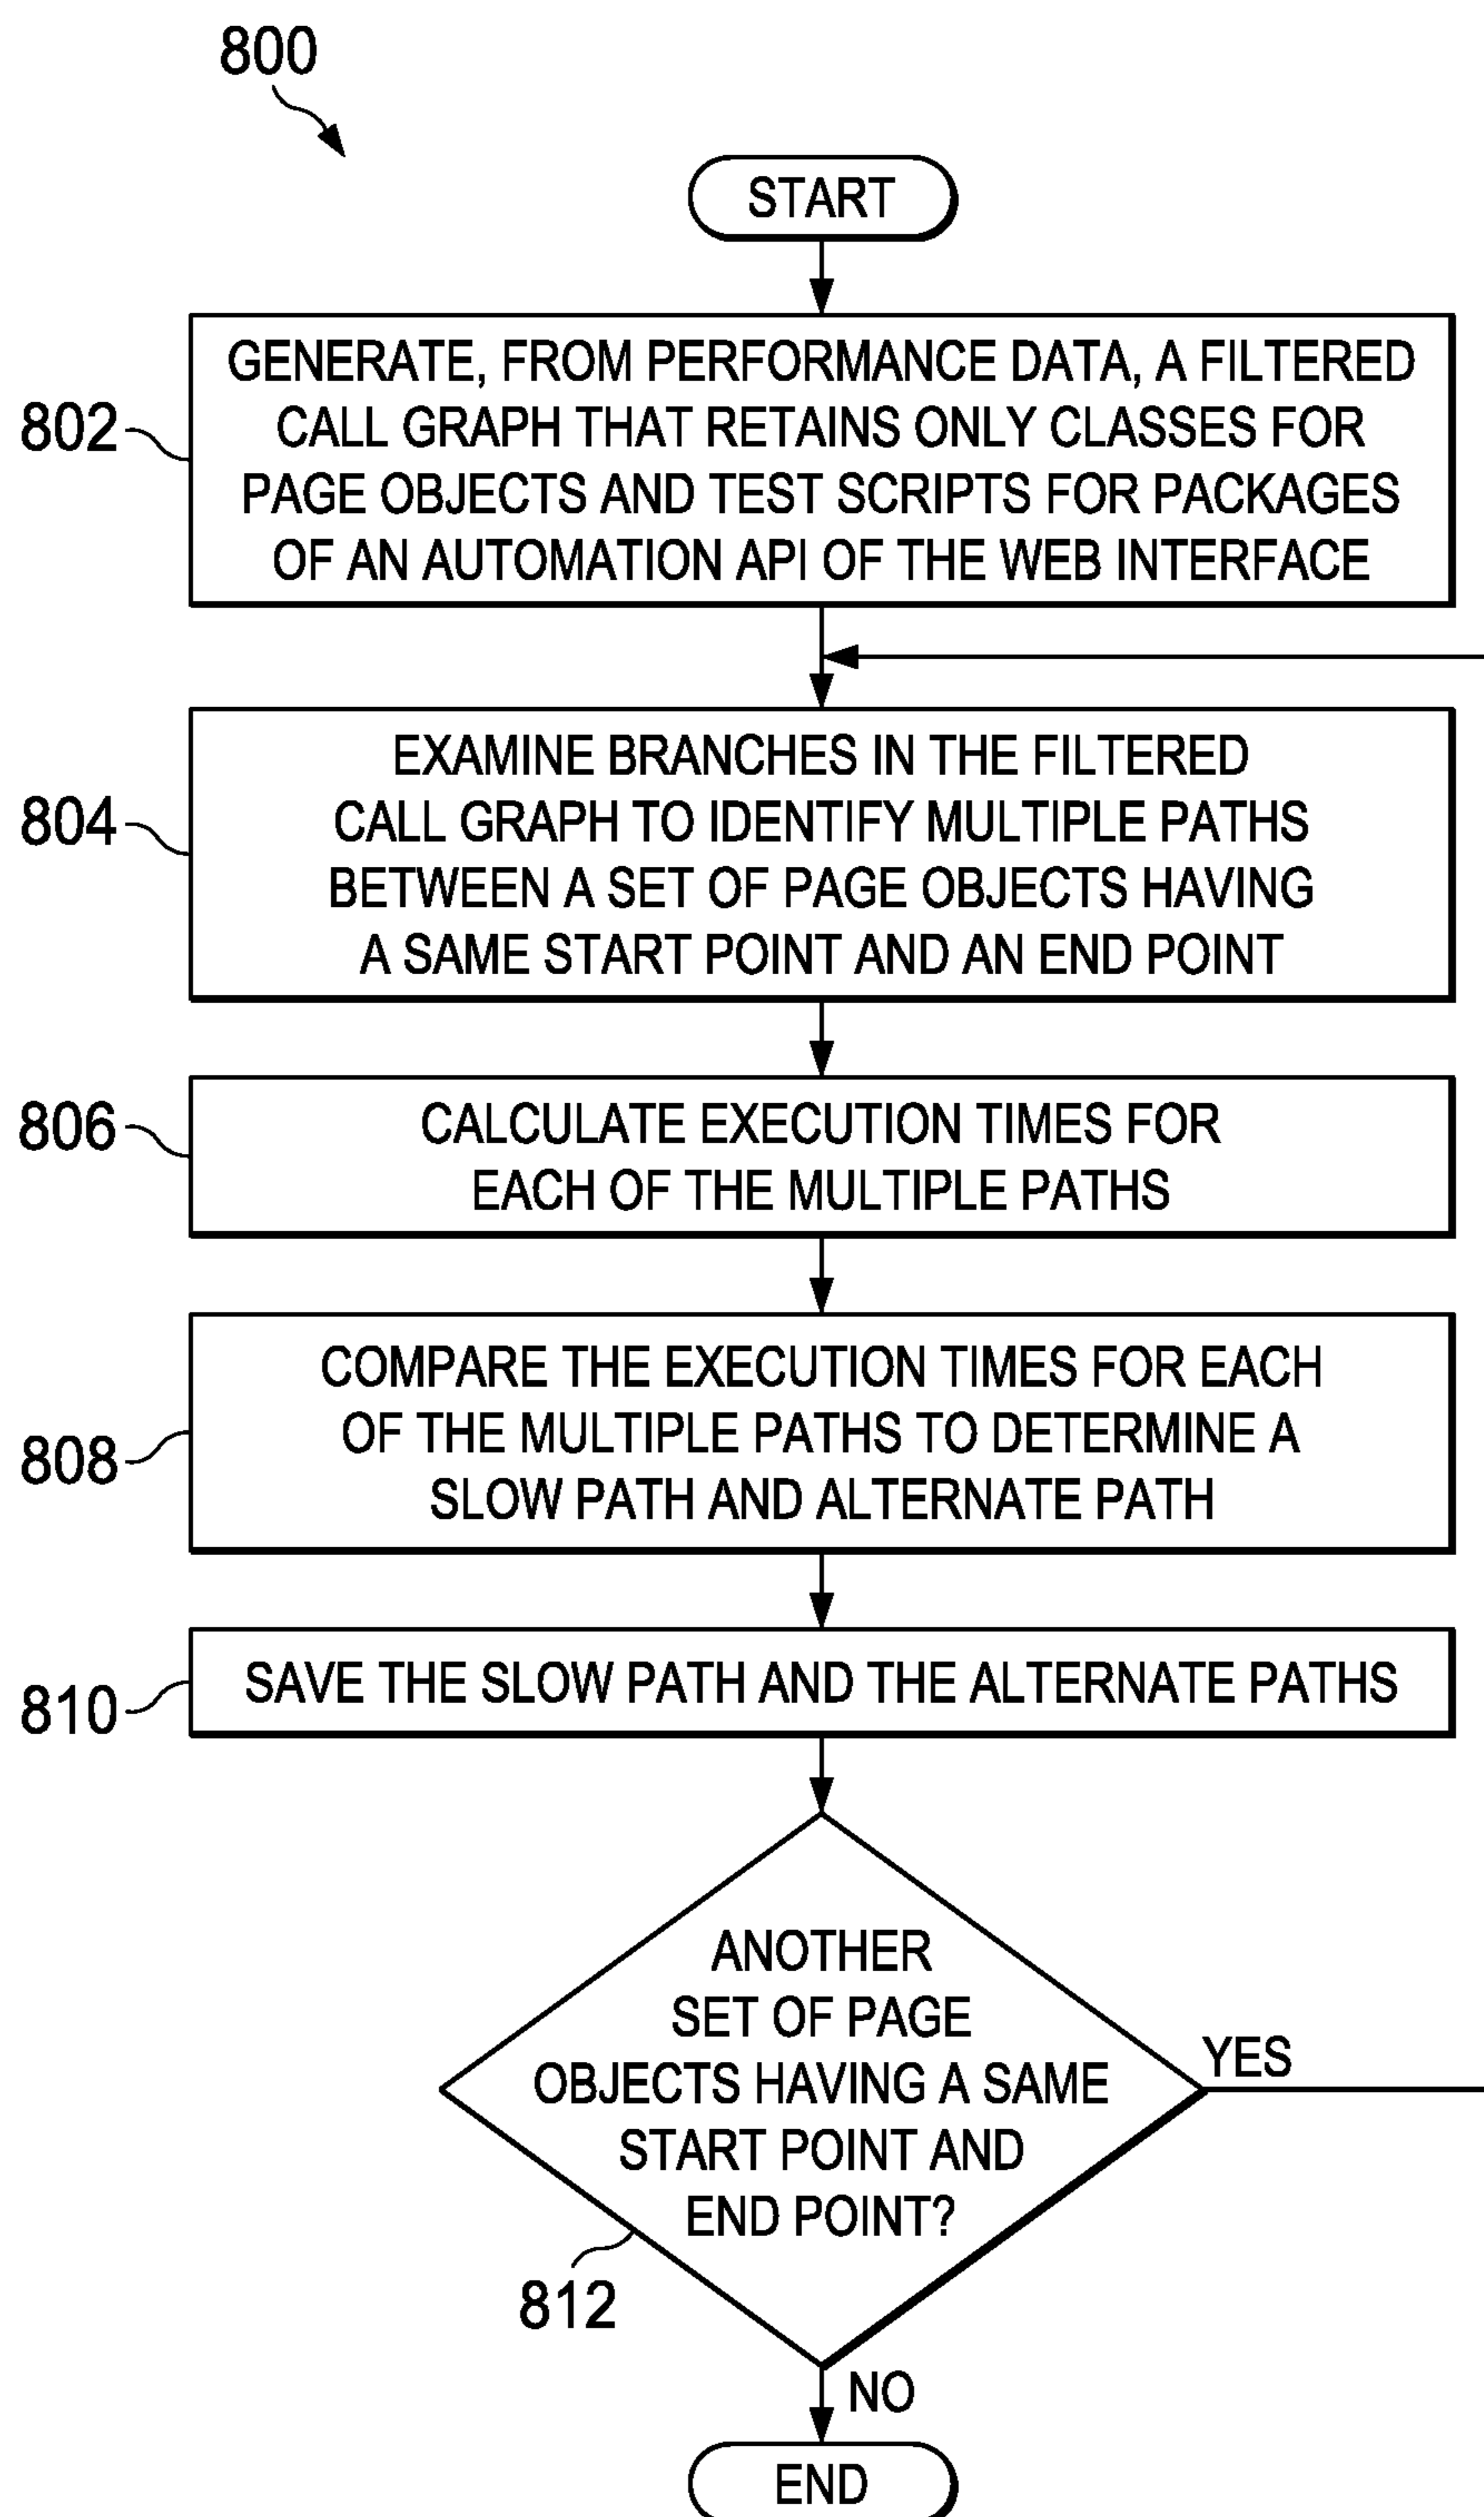 800
START
802
GENERATE, FROM PERFORMANCE DATA, A FILTERED
CALL GRAPH THAT RETAINS ONLY CLASSES FOR
PAGE OBJECTS AND TEST SCRIPTS FOR PACKAGES
OF AN AUTOMATION API OF THE WEB INTERFACE
804
EXAMINE BRANCHES IN THE FILTERED
CALL GRAPH TO IDENTIFY MULTIPLE PATHS
BETWEEN A SET OF PAGE OBJECTS HAVING
A SAME START POINT AND AN END POINT
806
CALCULATE EXECUTION TIMES FOR
EACH OF THE MULTIPLE PATHS
808
COMPARE THE EXECUTION TIMES FOR EACH
OF THE MULTIPLE PATHS TO DETERMINE A
SLOW PATH AND ALTERNATE PATH
810
SAVE THE SLOW PATH AND THE ALTERNATE PATHS
ANOTHER
SET OF PAGE
OBJECTS HAVING A SAME
START POINT AND
END POINT?
YES
812
NO
END